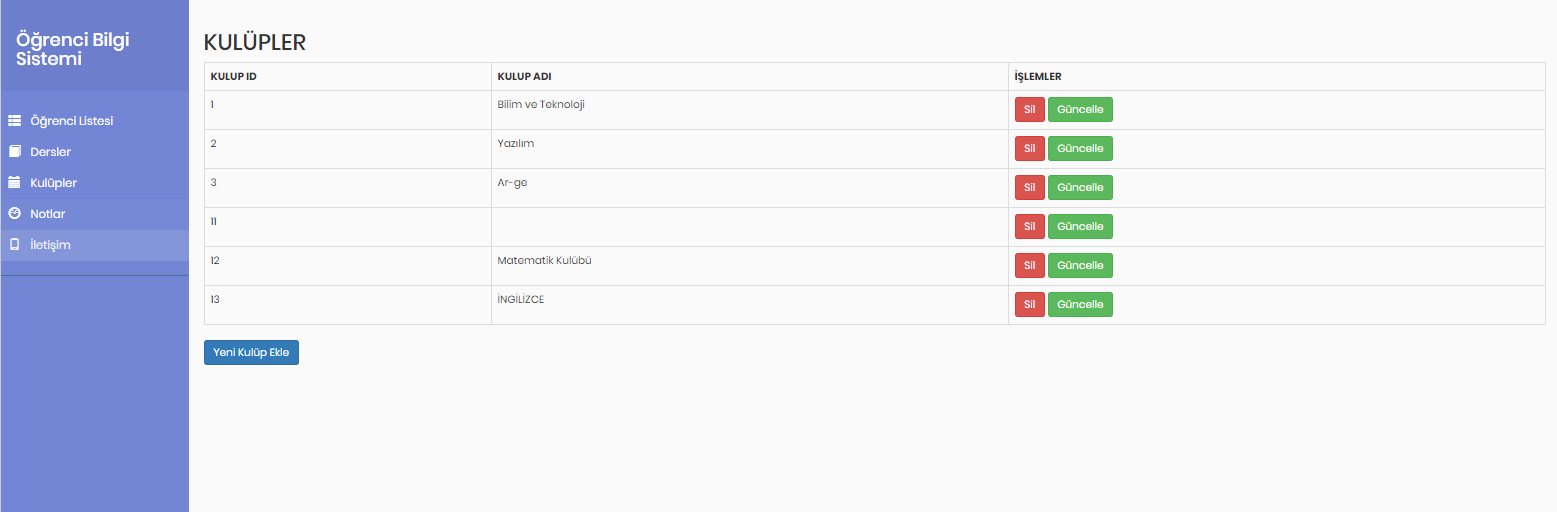 Öğrenci Bilgi
Sistemi
Öğrenci Listesi
Dersler
Kulüpler
Notlar
İletişim
KULÜPLER
KULUP ID KULUP ADI İŞLEMLER
1 Bilim ve Teknoloji Sil Güncelle
2 Yazılım Sil Güncelle
3 Ar-ge Sil Güncelle
11 Sil Güncelle
12 Matematik Kulübü Sil Güncelle
13 İNGİLİZCE Sil Güncelle
Yeni Kulüp Ekle